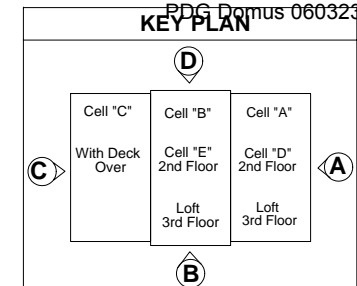 PDG Domus 060323
KEY PLAN
D
Cell "C"
With Deck
Over
Cell "B"
Cell "E"
2nd Floor
Loft
3rd Floor
Cell "A"
Cell "D"
2nd Floor
Loft
3rd Floor
C
A
B